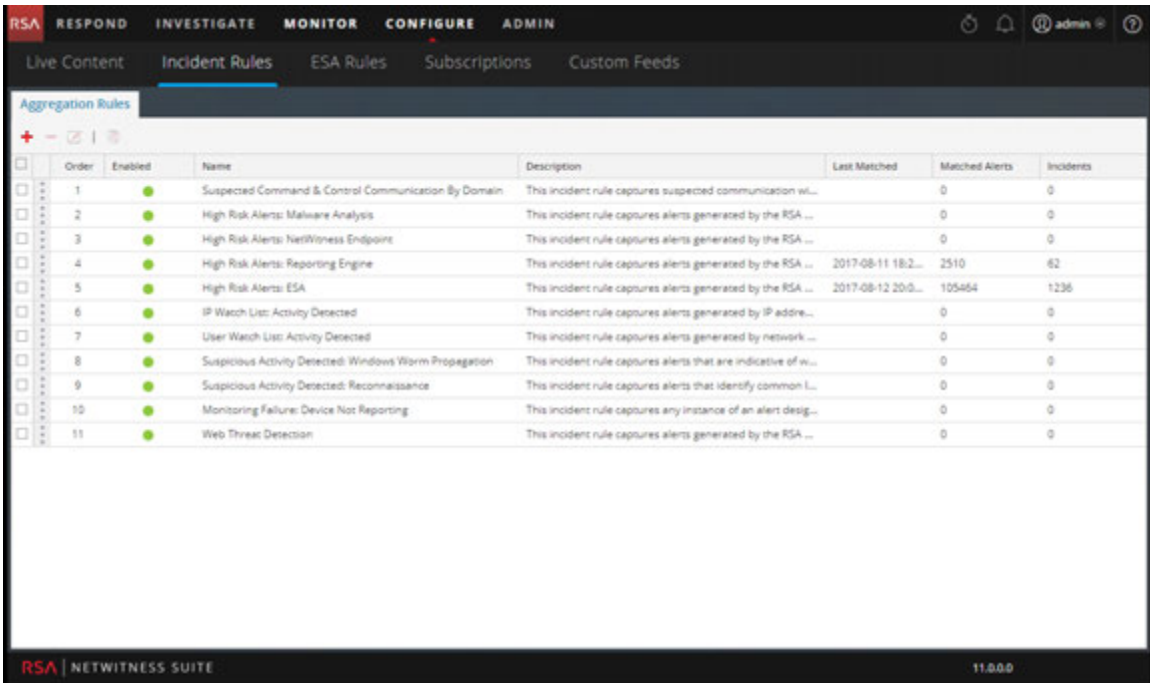 RSA RESPOND INVESTIGATE MONITOR CONFIGURE ADMIN admin
Live Content Incident Rules ESA Rules Subscriptions Custom Feeds
Aggregation Rules
Order Enabled Name Description Last Matched Matched Alerts Incidents
1 Suspected Command & Control Communication By Domain This incident rule captures suspected communication wi... 0 0
2 High Risk Alerts: Malware Analysis This incident rule captures alerts generated by the RSA ... 0 0
3 High Risk Alerts: NetWitness Endpoint This incident rule captures alerts generated by the RSA ... 0 0
4 High Risk Alerts: Reporting Engine This incident rule captures alerts generated by the RSA ... 2017-08-11 18:2... 2510 62
5 High Risk Alerts: ESA This incident rule captures alerts generated by the RSA ... 2017-08-12 20:0... 105464 1236
6 IP Watch List: Activity Detected This incident rule captures alerts generated by IP addre... 0 0
7 User Watch List: Activity Detected This incident rule captures alerts generated by network ... 0 0
8 Suspicious Activity Detected: Windows Worm Propagation This incident rule captures alerts that are indicative of w... 0 0
9 Suspicious Activity Detected: Reconnaissance This incident rule captures alerts that identify common I... 0 0
10 Monitoring Failure: Device Not Reporting This incident rule captures any instance of an alert desig... 0 0
11 Web Threat Detection This incident rule captures alerts generated by the RSA ... 0 0
RSA NETWITNESS SUITE 11.0.0.0